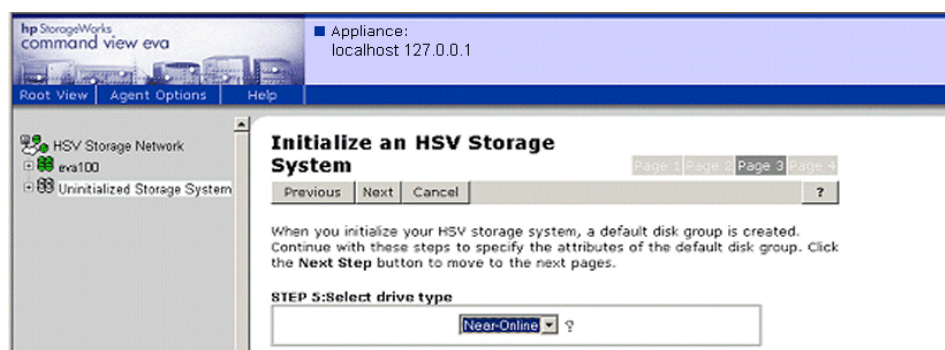 hp StorageWorks
command view eva
Appliance:
localhost 127.0.0.1
Root View Agent Options Help
HSV Storage Network
eva100
Uninitialized Storage System
Initialize an HSV Storage
System
Page 1 Page 2 Page 3 Page 4
Previous Next Cancel ?
When you initialize your HSV storage system, a default disk group is created.
Continue with these steps to specify the attributes of the default disk group. Click
the Next Step button to move to the next pages.
STEP 5:Select drive type
Near-Online ?